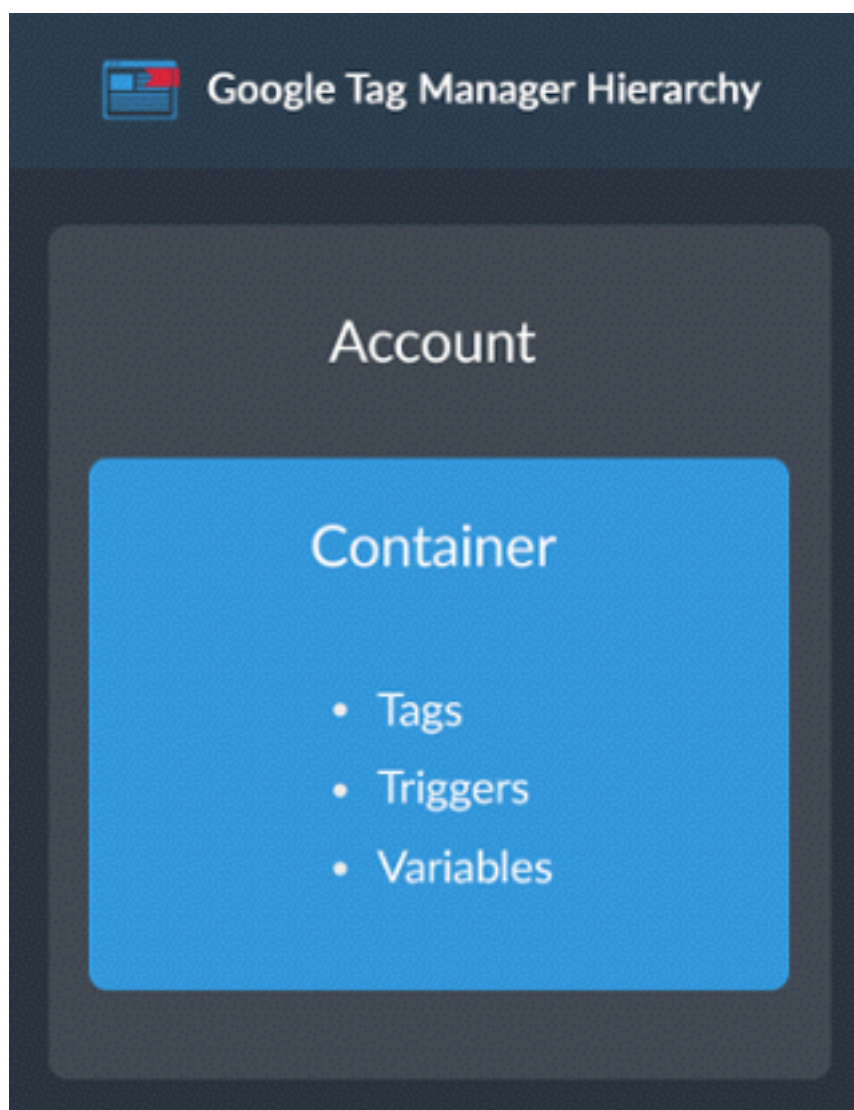 Google Tag Manager Hierarchy
Account
Container
• Tags
• Triggers
• Variables